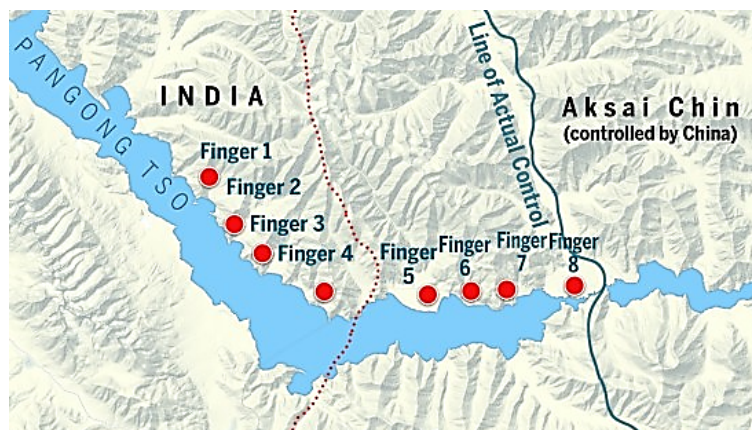 PANGONG TSO
INDIA
Line of Actual Control
Aksai Chin
(controlled by China)
Finger 1
Finger 2
Finger 3
Finger 4
Finger
5
Finger
6
Finger
7
Finger
8